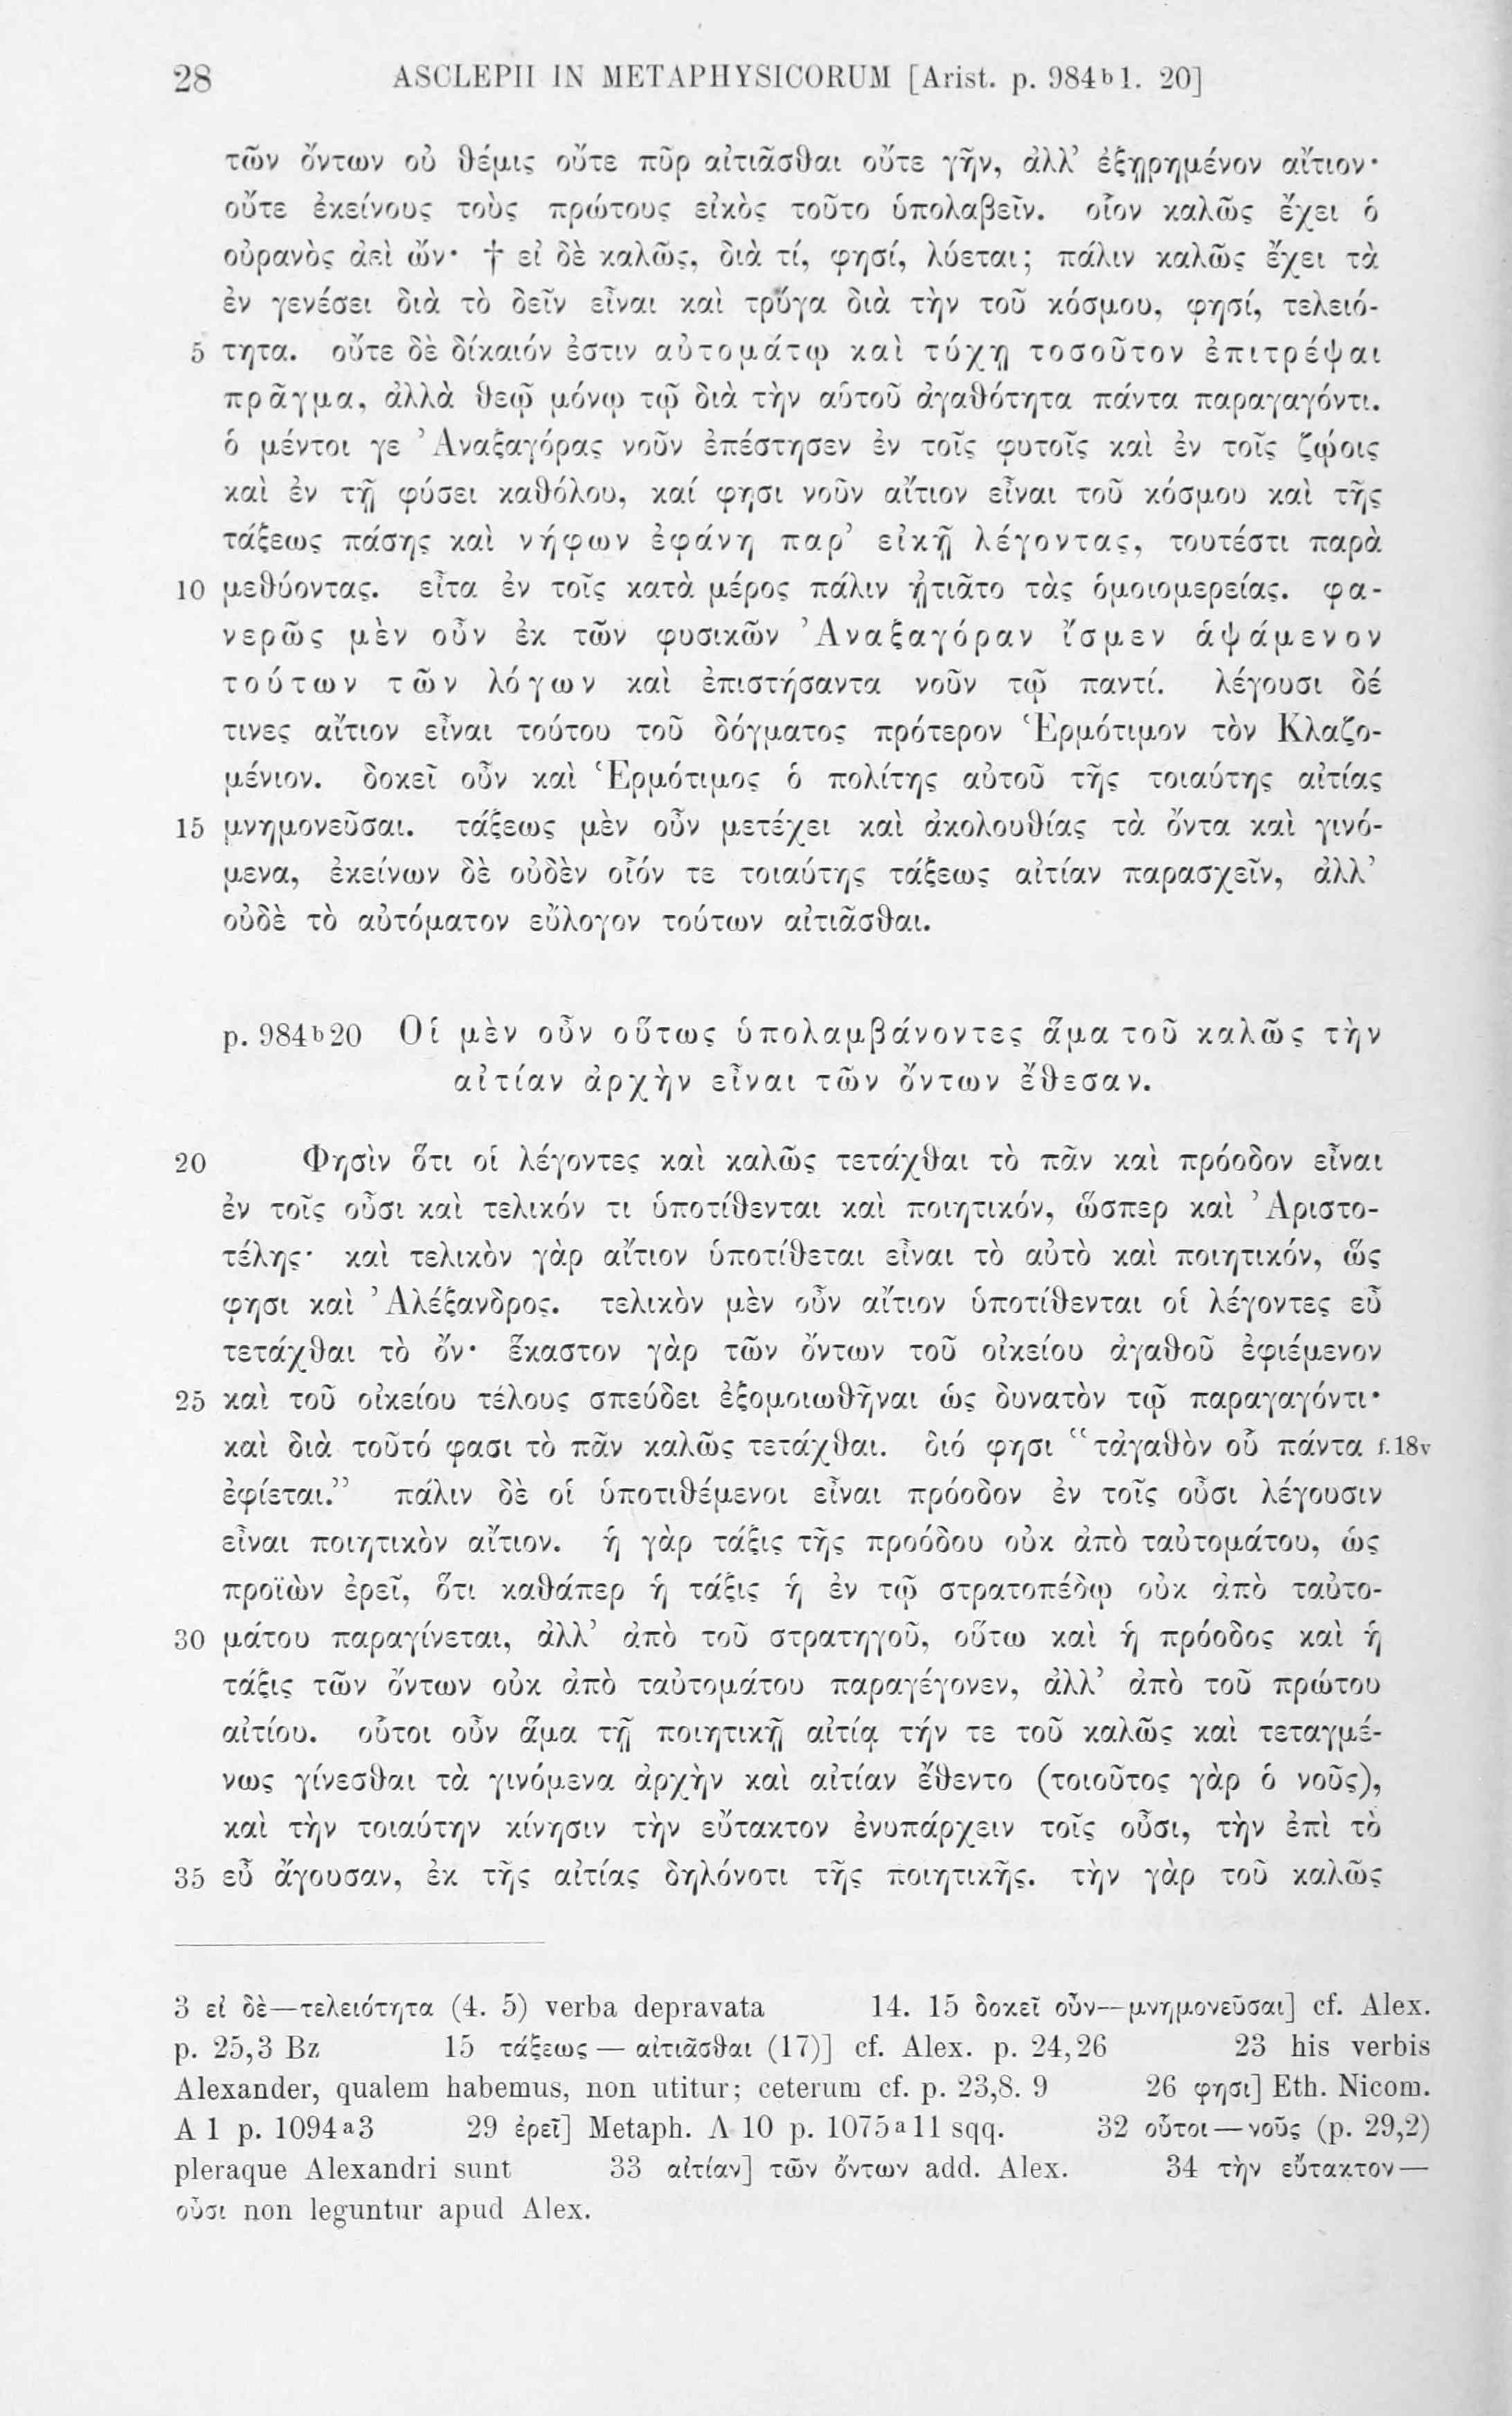 28 ASCLEPII IN METAPHYSICORUM [Arist. p. 984b1. 20]
τῶν ὄντων οὐ θέμις οὔτε πῦρ αἰτιᾶσθαι οὔτε γῆν, ἀλλ’ ἐξῃρημένον αἴτιον·
οὔτε ἐκείνους τοὺς πρώτους εἰκὸς τοῦτο ὑπολαβεῖν. οἷον καλῶς ἔχει ὁ
οὐρανὸς ἀεὶ ὤν· † εἰ δὲ καλῶς, διὰ τί, φησί, λύεται; πάλιν καλῶς ἔχει τὰ
ἐν γενέσει διὰ τὸ δεῖν εἶναι καὶ τρύγα διὰ τὴν τοῦ κόσμου, φησί, τελειό-
5 τητα. οὔτε δὲ δίκαιόν ἐστιν αὐτομάτῳ καὶ τύχῃ τοσοῦτον ἐπιτρέψαι
πρᾶγμα, ἀλλὰ θεῷ μόνῳ τῷ διὰ τὴν αὑτοῦ ἀγαθότητα πάντα παραγαγόντι.
ὁ μέντοι γε Ἀναξαγόρας νοῦν ἐπέστησεν ἐν τοῖς φυτοῖς καὶ ἐν τοῖς ζῴοις
καὶ ἐν τῇ φύσει καθόλου, καί φησι νοῦν αἴτιον εἶναι τοῦ κόσμου καὶ τῆς
τάξεως πάσης καὶ νήφων ἐφάνη παρ’ εἰκῇ λέγοντας, τουτέστι παρὰ
10 μεθύοντας. εἶτα ἐν τοῖς κατὰ μέρος πάλιν ᾐτιᾶτο τὰς ὁμοιομερείας. φα-
νερῶς μὲν οὖν ἐκ τῶν φυσικῶν Ἀναξαγόραν ἴσμεν ἁψάμενον
τούτων τῶν λόγων καὶ ἐπιστήσαντα νοῦν τῷ παντί. λέγουσι δέ
τινες αἴτιον εἶναι τούτου τοῦ δόγματος πρότερον Ἑρμότιμον τὸν Κλαζο-
μένιον. δοκεῖ οὖν καὶ Ἑρμότιμος ὁ πολίτης αὐτοῦ τῆς τοιαύτης αἰτίας
15 μνημονεῦσαι. τάξεως μὲν οὖν μετέχει καὶ ἀκολουθίας τὰ ὄντα καὶ γινό-
μενα, ἐκείνων δὲ οὐδὲν οἷόν τε τοιαύτης τάξεως αἰτίαν παρασχεῖν, ἀλλ’
οὐδὲ τὸ αὐτόματον εὔλογον τούτων αἰτιᾶσθαι.
p. 984b20 Οἱ μὲν οὖν οὕτως ὑπολαμβάνοντες ἅμα τοῦ καλῶς τὴν
αἰτίαν ἀρχὴν εἶναι τῶν ὄντων ἔθεσαν.
20 Φησὶν ὅτι οἱ λέγοντες καὶ καλῶς τετάχθαι τὸ πᾶν καὶ πρόοδον εἶναι
ἐν τοῖς οὖσι καὶ τελικόν τι ὑποτίθενται καὶ ποιητικόν, ὥσπερ καὶ Ἀριστο-
τέλης· καὶ τελικὸν γὰρ αἴτιον ὑποτίθεται εἶναι τὸ αὐτὸ καὶ ποιητικόν, ὥς
φησι καὶ Ἀλέξανδρος. τελικὸν μὲν οὖν αἴτιον ὑποτίθενται οἱ λέγοντες εὖ
τετάχθαι τὸ ὄν· ἕκαστον γὰρ τῶν ὄντων τοῦ οἰκείου ἀγαθοῦ ἐφιέμενον
25 καὶ τοῦ οἰκείου τέλους σπεύδει ἐξομοιωθῆναι ὡς δυνατὸν τῷ παραγαγόντι·
καὶ διὰ τοῦτό φασι τὸ πᾶν καλῶς τετάχθαι. διό φησι “τἀγαθὸν οὗ πάντα f.18v
ἐφίεται.” πάλιν δὲ οἱ ὑποτιθέμενοι εἶναι πρόοδον ἐν τοῖς οὖσι λέγουσιν
εἶναι ποιητικὸν αἴτιον. ἡ γὰρ τάξις τῆς προόδου οὐκ ἀπὸ ταὐτομάτου, ὡς
προϊὼν ἐρεῖ, ὅτι καθάπερ ἡ τάξις ἡ ἐν τῷ στρατοπέδῳ οὐκ ἀπὸ ταὐτο-
30 μάτου παραγίνεται, ἀλλ’ ἀπὸ τοῦ στρατηγοῦ, οὕτω καὶ ἡ πρόοδος καὶ ἡ
τάξις τῶν ὄντων οὐκ ἀπὸ ταὐτομάτου παραγέγονεν, ἀλλ’ ἀπὸ τοῦ πρώτου
αἰτίου. οὗτοι οὖν ἅμα τῇ ποιητικῇ αἰτίᾳ τήν τε τοῦ καλῶς καὶ τεταγμέ-
νως γίνεσθαι τὰ γινόμενα ἀρχὴν καὶ αἰτίαν ἔθεντο (τοιοῦτος γὰρ ὁ νοῦς),
καὶ τὴν τοιαύτην κίνησιν τὴν εὔτακτον ἐνυπάρχειν τοῖς οὖσι, τὴν ἐπὶ τὸ
35 εὖ ἄγουσαν, ἐκ τῆς αἰτίας δηλόνοτι τῆς ποιητικῆς. τὴν γὰρ τοῦ καλῶς
3 εἰ δὲ—τελειότητα (4. 5) verba depravata 14. 15 δοκεῖ οὖν—μνημονεῦσαι] cf. Alex.
p. 25,3 Bz 15 τάξεως — αἰτιᾶσθαι (17)] cf. Alex. p. 24,26 23 his verbis
Alexander, qualem habemus, non utitur; ceterum cf. p. 23,8. 9 26 φησι] Eth. Nicom.
A 1 p. 1094a3 29 ἐρεῖ] Metaph. Λ 10 p. 1075a11 sqq. 32 οὗτοι—νοῦς (p. 29,2)
pleraque Alexandri sunt 33 αἰτίαν] τῶν ὄντων add. Alex. 34 τὴν εὔτακτον—
οὖσι non leguntur apud Alex.